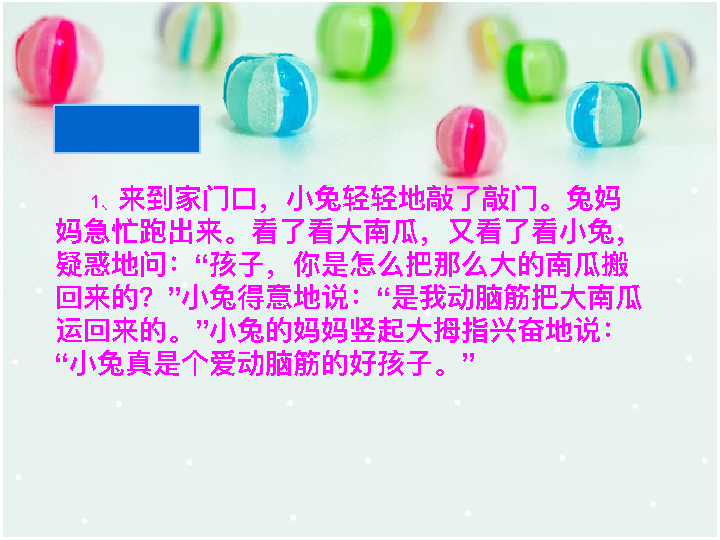 1、来到家门口，小兔轻轻地敲了敲门。兔妈
妈急忙跑出来。看了看大南瓜，又看了看小兔，
疑惑地问：“孩子，你是怎么把那么大的南瓜搬
回来的？”小兔得意地说：“是我动脑筋把大南瓜
运回来的。”小兔的妈妈竖起大拇指兴奋地说：
“小兔真是个爱动脑筋的好孩子。”